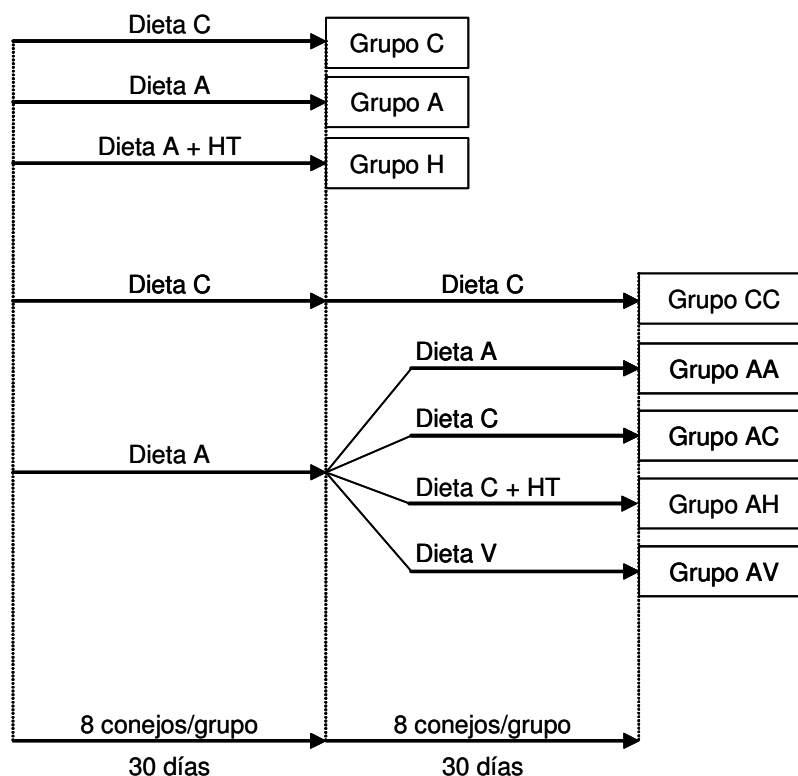 Dieta C
Grupo C
Dieta A
Grupo A
Dieta A + HT
Grupo H
Dieta C
Dieta C
Grupo CC
Dieta A
Grupo AA
Dieta C
Grupo AC
Dieta A
Dieta C + HT
Grupo AH
Dieta V
Grupo AV
8 conejos/grupo
8 conejos/grupo
30 días
30 días